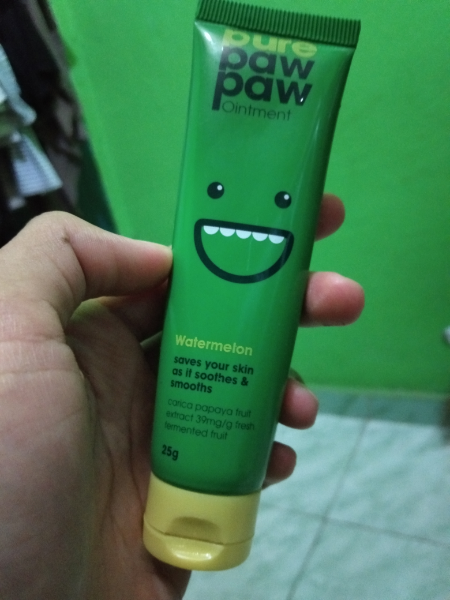 pure
paw
paw
Ointment
Watermelon
saves your skin
as it soothes &
smooths
carica papaya fruit
extract 39mg/g fresh
fermented fruit
25g